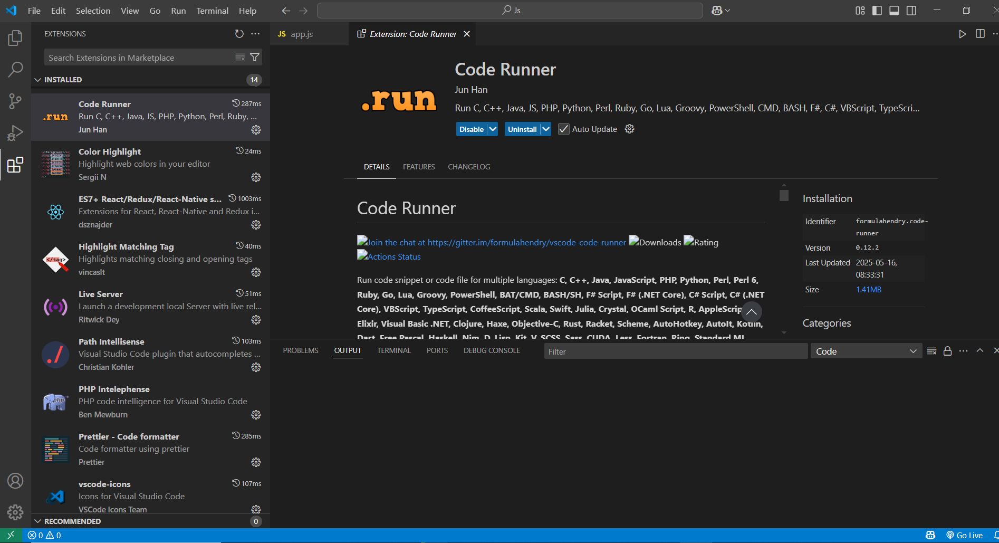 File Edit Selection View Go Run Terminal Help
Js
EXTENSIONS
Search Extensions in Marketplace
INSTALLED 14
Code Runner 287ms
.run
Run C, C++, Java, JS, PHP, Python, Perl, Ruby, ...
Jun Han
Color Highlight 24ms
Highlight web colors in your editor
Sergii N
ES7+ React/Redux/React-Native s... 1003ms
Extensions for React, React-Native and Redux i...
dsznajder
Highlight Matching Tag 40ms
</tag>
Highlights matching closing and opening tags
vincaslt
Live Server 51ms
Launch a development local Server with live rel...
Ritwick Dey
Path Intellisense 103ms
./
Visual Studio Code plugin that autocompletes ...
Christian Kohler
PHP Intelephense
php
PHP code intelligence for Visual Studio Code
Ben Mewburn
Prettier - Code formatter 285ms
Code formatter using prettier
Prettier
vscode-icons 107ms
Icons for Visual Studio Code
VSCode Icons Team
RECOMMENDED 0
JS app.js
Extension: Code Runner
.run
Code Runner
Jun Han
Run C, C++, Java, JS, PHP, Python, Perl, Ruby, Go, Lua, Groovy, PowerShell, CMD, BASH, F#, C#, VBScript, TypeScri...
Disable Uninstall Auto Update
DETAILS FEATURES CHANGELOG
Code Runner
Join the chat at https://gitter.im/formulahendry/vscode-code-runner Downloads Rating
Actions Status
Run code snippet or code file for multiple languages: C, C++, Java, JavaScript, PHP, Python, Perl, Perl 6,
Ruby, Go, Lua, Groovy, PowerShell, BAT/CMD, BASH/SH, F# Script, F# (.NET Core), C# Script, C# (.NET
Core), VBScript, TypeScript, CoffeeScript, Scala, Swift, Julia, Crystal, OCaml Script, R, AppleScrip
Elixir, Visual Basic .NET, Clojure, Haxe, Objective-C, Rust, Racket, Scheme, AutoHotkey, AutoIt, Kotlin,
Dart, Free Pascal, Haskell, Nim, D, Lisp, Kit, V, SCSS, Sass, CUDA, Less, Fortran, Ring, Standard ML
Installation
Identifier formulahendry.code-
runner
Version 0.12.2
Last Updated 2025-05-16,
08:33:31
Size 1.41MB
Categories
PROBLEMS OUTPUT TERMINAL PORTS DEBUG CONSOLE
Filter
Code
0 0
Go Live